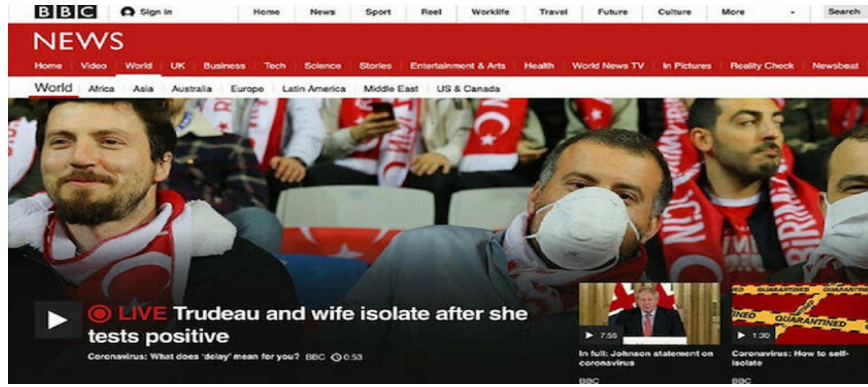 BBC Sign in Home News Sport Reel Worklife Travel Future Culture More Search
NEWS
Home Video World UK Business Tech Science Stories Entertainment & Arts Health World News TV In Pictures Reality Check Newsbeat
World Africa Asia Australia Europe Latin America Middle East US & Canada
LIVE Trudeau and wife isolate after she
tests positive
Coronavirus: What does 'delay' mean for you? BBC 0:53
7:55
In full: Johnson statement on
coronavirus
BBC
QUARANTINED QUARANTINE
QUARANTINED
1:30
Coronavirus: How to self-
isolate
BBC